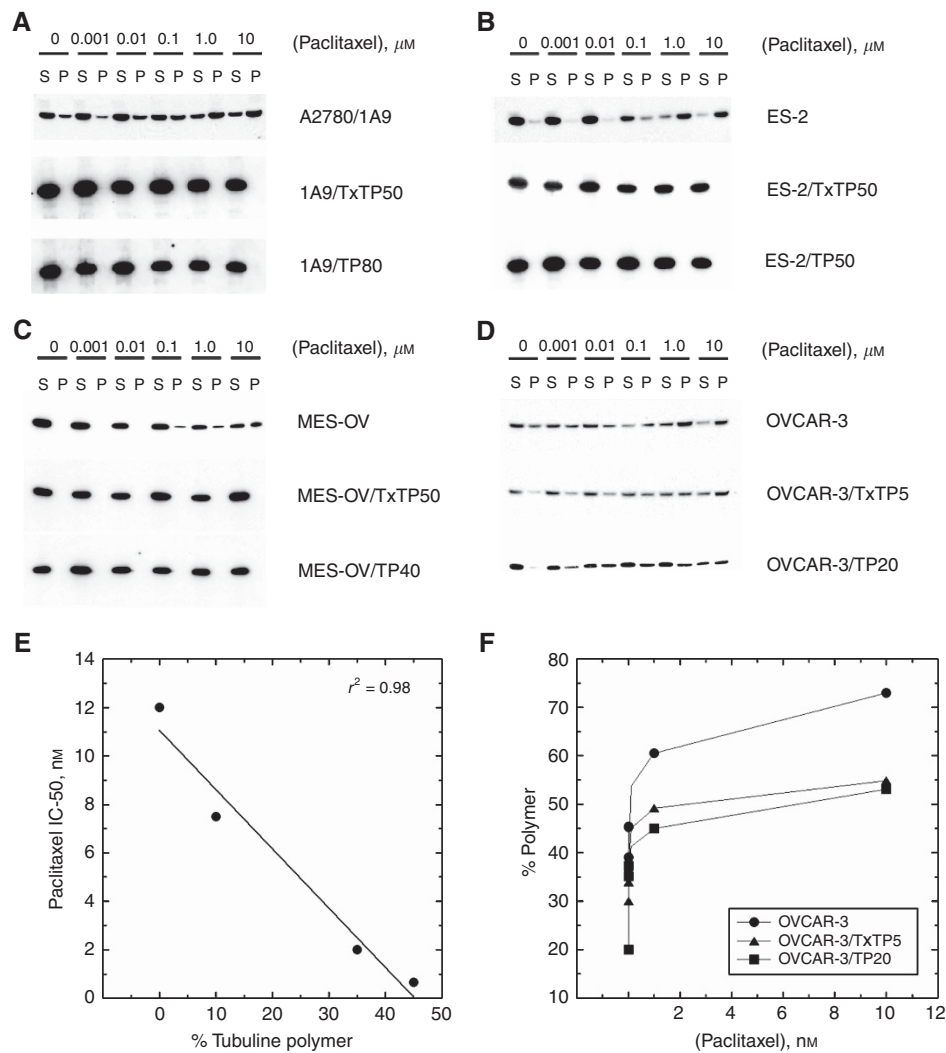 A
0 0.001 0.01 0.1 1.0 10 (Paclitaxel), μM
S P S P S P S P S P S P
A2780/1A9
1A9/TxTP50
1A9/TP80
B
0 0.001 0.01 0.1 1.0 10 (Paclitaxel), μM
S P S P S P S P S P S P
ES-2
ES-2/TxTP50
ES-2/TP50
C
0 0.001 0.01 0.1 1.0 10 (Paclitaxel), μM
S P S P S P S P S P S P
MES-OV
MES-OV/TxTP50
MES-OV/TP40
D
0 0.001 0.01 0.1 1.0 10 (Paclitaxel), μM
S P S P S P S P S P S P
OVCAR-3
OVCAR-3/TxTP5
OVCAR-3/TP20
E
14
12
10
8
6
4
2
0
Paclitaxel IC-50, nM
r² = 0.98
0 10 20 30 40 50
% Tubuline polymer
F
80
70
60
50
40
30
20
10
% Polymer
OVCAR-3
OVCAR-3/TxTP5
OVCAR-3/TP20
2 4 6 8 10 12
(Paclitaxel), nM